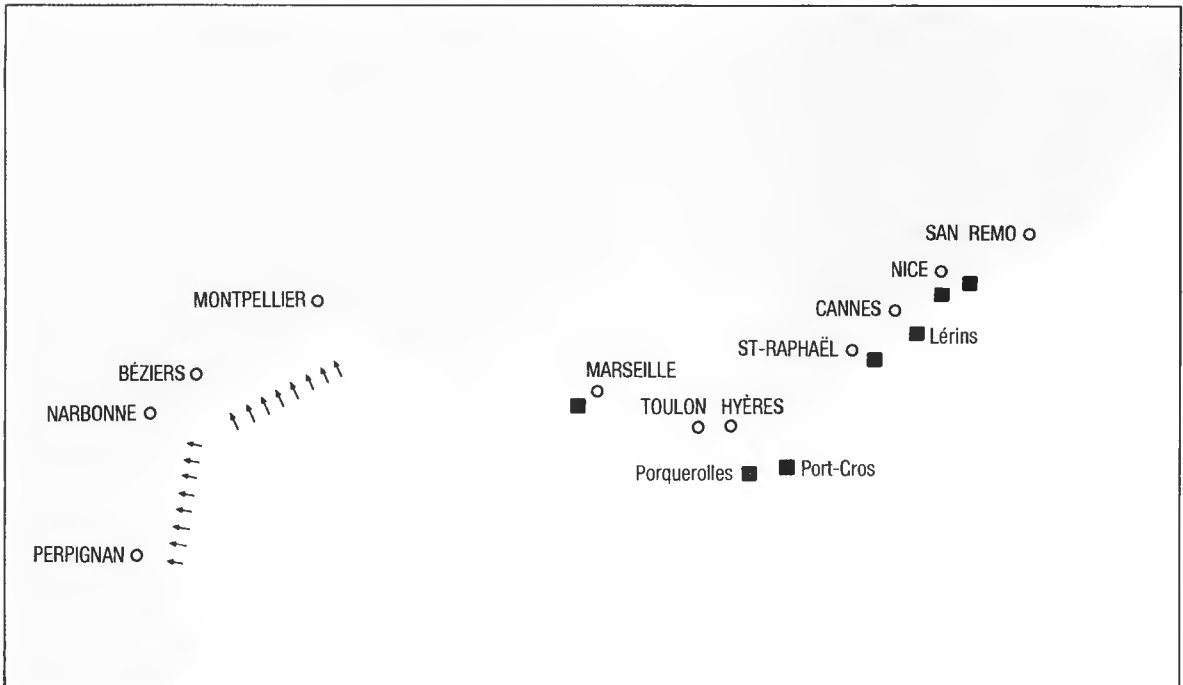 SAN REMO
NICE
MONTPELLIER
CANNES
Lérins
ST-RAPHAËL
BÉZIERS
MARSEILLE
NARBONNE
TOULON HYÈRES
Porquerolles
Port-Cros
PERPIGNAN